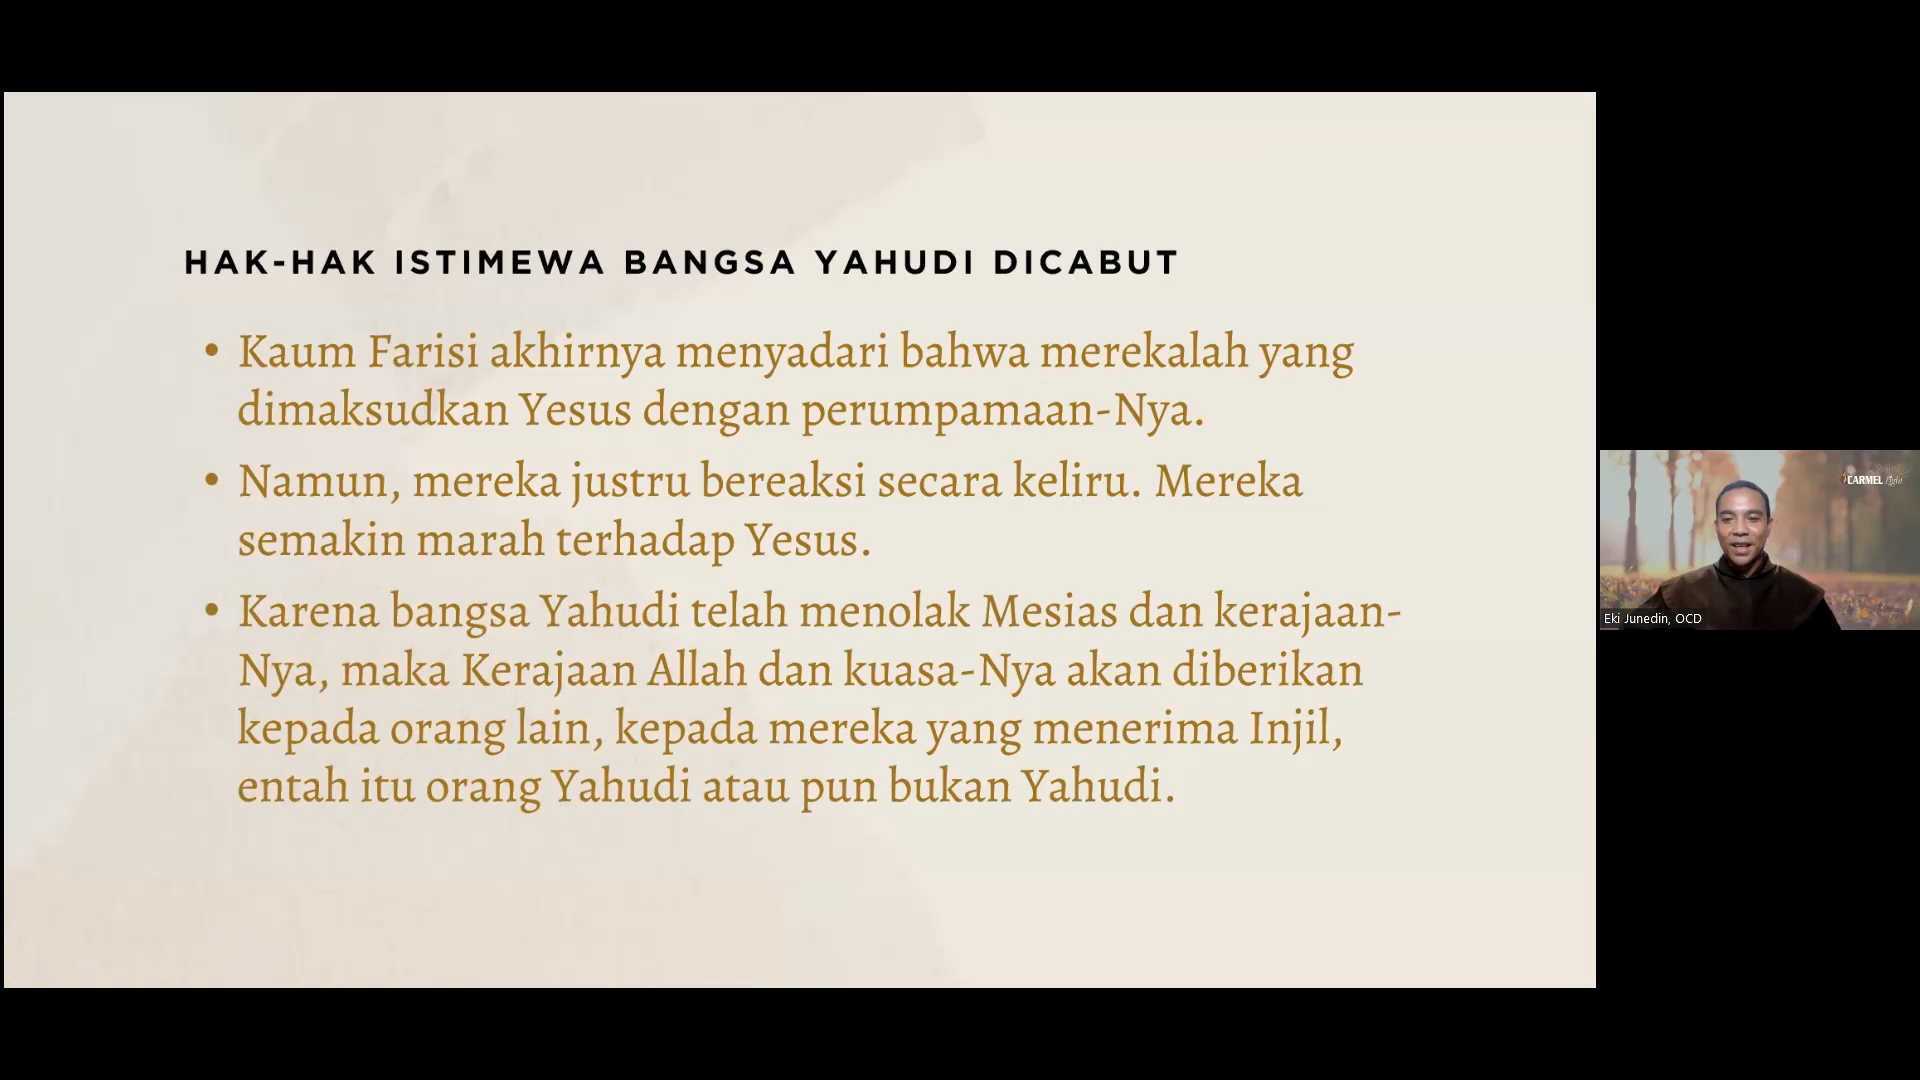 HAK-HAK ISTIMEWA BANGSA YAHUDI DICABUT
• Kaum Farisi akhirnya menyadari bahwa merekalah yang
dimaksudkan Yesus dengan perumpamaan-Nya.
• Namun, mereka justru bereaksi secara keliru. Mereka
semakin marah terhadap Yesus.
• Karena bangsa Yahudi telah menolak Mesias dan kerajaan-
Nya, maka Kerajaan Allah dan kuasa-Nya akan diberikan
kepada orang lain, kepada mereka yang menerima Injil,
entah itu orang Yahudi atau pun bukan Yahudi.
CARMEL Light
Eki Junedin, OCD